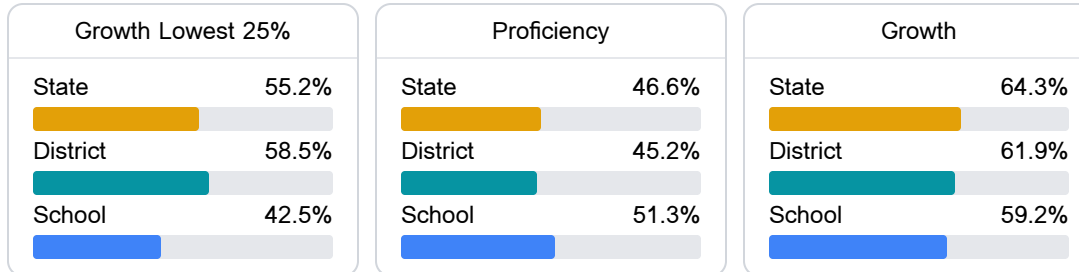 Growth Lowest 25%
State 55.2%
District 58.5%
School 42.5%
Proficiency
State 46.6%
District 45.2%
School 51.3%
Growth
State 64.3%
District 61.9%
School 59.2%